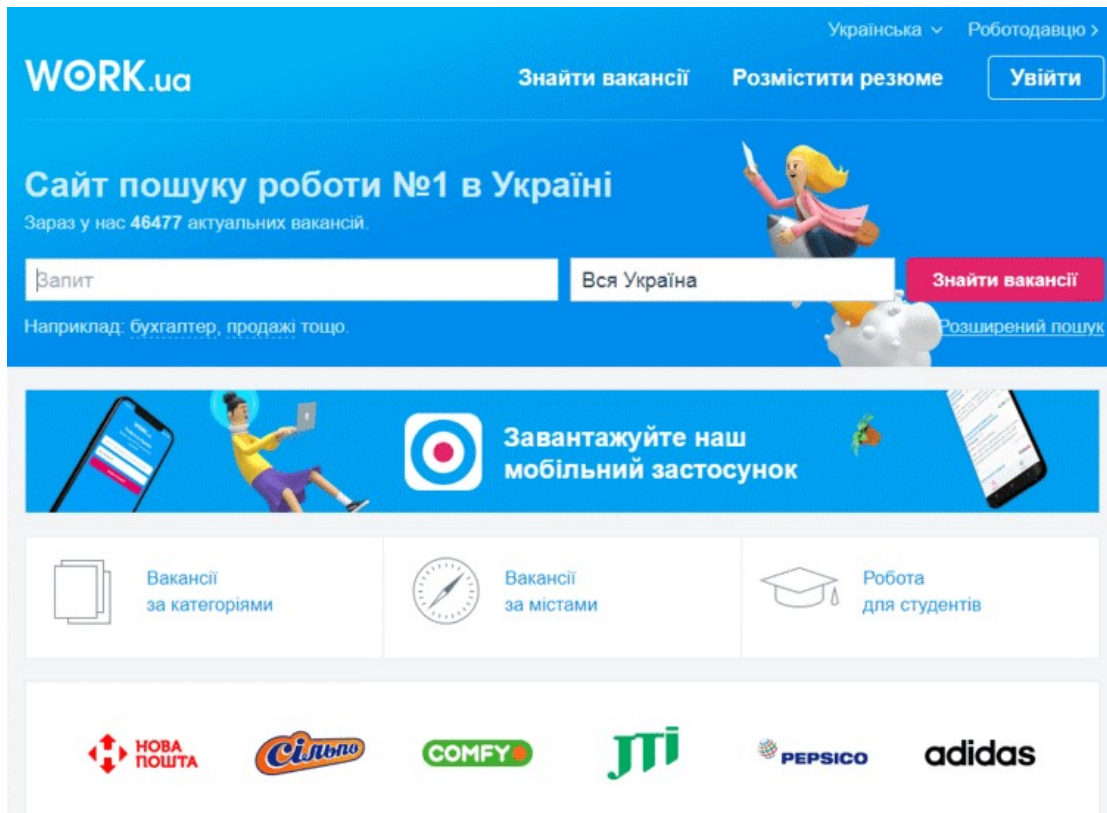 Українська
Роботодавцю
WORK.ua
Знайти вакансії
Розмістити резюме
Увійти
Сайт пошуку роботи №1 в Україні
Зараз у нас 46477 актуальних вакансій.
Запит
Вся Україна
Знайти вакансії
Наприклад: бухгалтер, продажі тощо.
Розширений пошук
Завантажуйте наш
мобільний застосунок
Вакансії
за категоріями
Вакансії
за містами
Робота
для студентів
НОВА
ПОШТА
Сільпо
COMFY
JTi
PEPSICO
adidas